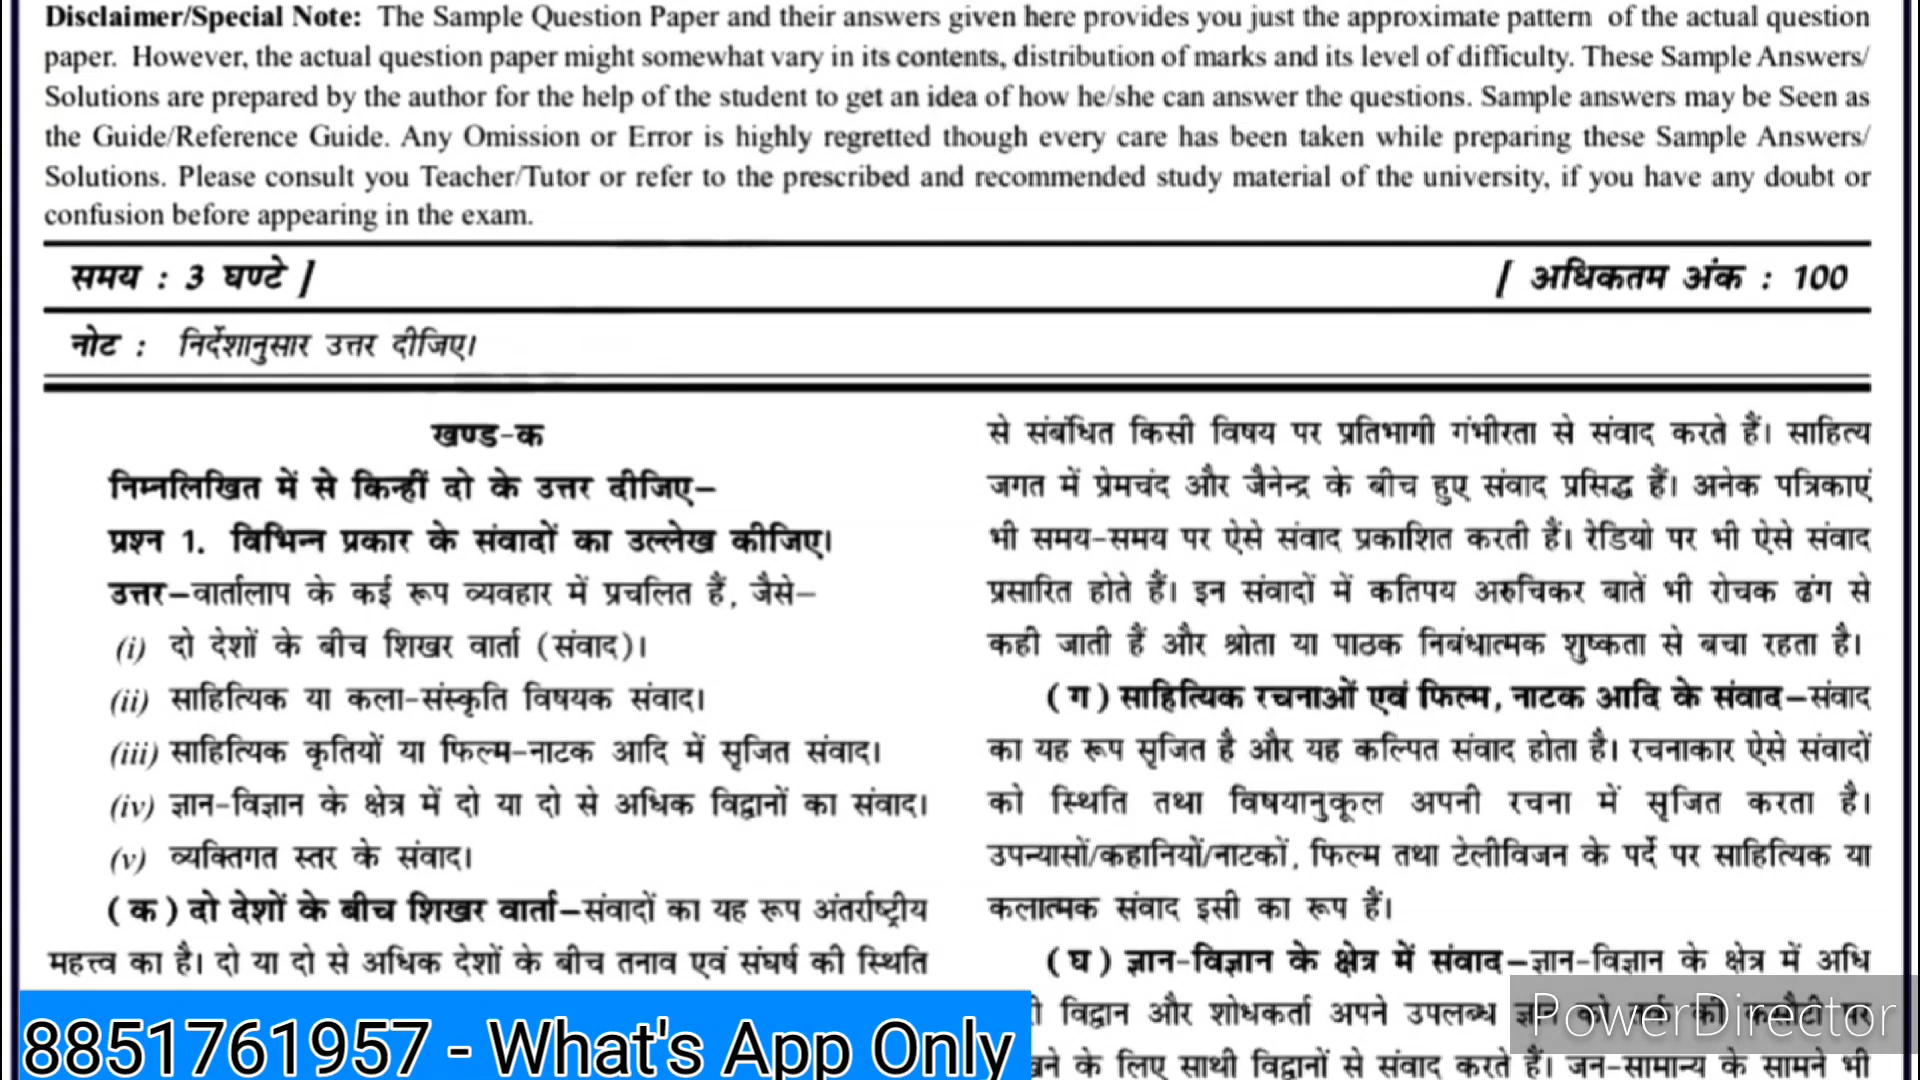 Disclaimer/Special Note: The Sample Question Paper and their answers given here provides you just the approximate pattern of the actual question
paper. However, the actual question paper might somewhat vary in its contents, distribution of marks and its level of difficulty. These Sample Answers/
Solutions are prepared by the author for the help of the student to get an idea of how he/she can answer the questions. Sample answers may be Seen as
the Guide/Reference Guide. Any Omission or Error is highly regretted though every care has been taken while preparing these Sample Answers/
Solutions. Please consult you Teacher/Tutor or refer to the prescribed and recommended study material of the university, if you have any doubt or
confusion before appearing in the exam.
समय : 3 घण्टे ]
[ अधिकतम अंक : 100
नोट : निर्देशानुसार उत्तर दीजिए।
खण्ड-क
निम्नलिखित में से किन्हीं दो के उत्तर दीजिए–
प्रश्न 1. विभिन्न प्रकार के संवादों का उल्लेख कीजिए।
उत्तर–वार्तालाप के कई रूप व्यवहार में प्रचलित हैं, जैसे–
(i) दो देशों के बीच शिखर वार्ता (संवाद)।
(ii) साहित्यिक या कला-संस्कृति विषयक संवाद।
(iii) साहित्यिक कृतियों या फिल्म-नाटक आदि में सृजित संवाद।
(iv) ज्ञान-विज्ञान के क्षेत्र में दो या दो से अधिक विद्वानों का संवाद।
(v) व्यक्तिगत स्तर के संवाद।
(क) दो देशों के बीच शिखर वार्ता–संवादों का यह रूप अंतर्राष्ट्रीय
महत्त्व का है। दो या दो से अधिक देशों के बीच तनाव एवं संघर्ष की स्थिति
से संबंधित किसी विषय पर प्रतिभागी गंभीरता से संवाद करते हैं। साहित्य
जगत में प्रेमचंद और जैनेन्द्र के बीच हुए संवाद प्रसिद्ध हैं। अनेक पत्रिकाएं
भी समय-समय पर ऐसे संवाद प्रकाशित करती हैं। रेडियो पर भी ऐसे संवाद
प्रसारित होते हैं। इन संवादों में कतिपय अरुचिकर बातें भी रोचक ढंग से
कही जाती हैं और श्रोता या पाठक निबंधात्मक शुष्कता से बचा रहता है।
(ग) साहित्यिक रचनाओं एवं फिल्म, नाटक आदि के संवाद–संवाद
का यह रूप सृजित है और यह कल्पित संवाद होता है। रचनाकार ऐसे संवादों
को स्थिति तथा विषयानुकूल अपनी रचना में सृजित करता है।
उपन्यासों/कहानियों/नाटकों, फिल्म तथा टेलीविजन के पर्दे पर साहित्यिक या
कलात्मक संवाद इसी का रूप हैं।
(घ) ज्ञान-विज्ञान के क्षेत्र में संवाद–ज्ञान-विज्ञान के क्षेत्र में अधि
विद्वान और शोधकर्ता अपने उपलब्ध ज्ञान को तर्क की कसौटी पर
के लिए साथी विद्वानों से संवाद करते हैं। जन-सामान्य के सामने भी
8851761957 - What's App Only
PowerDirector